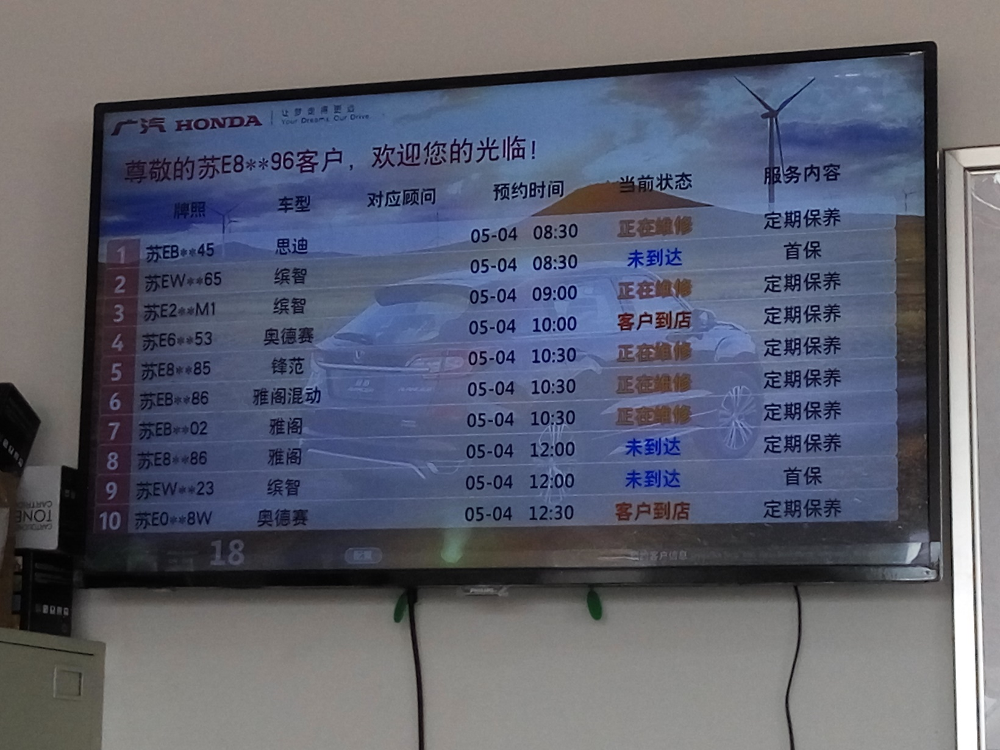 广汽 HONDA 让梦走得更远
Your Dreams, Our Drive.
尊敬的苏E8**96客户，欢迎您的光临！
牌照 车型 对应顾问 预约时间 当前状态 服务内容
1 苏EB**45 思迪 05-04 08:30 正在维修 定期保养
2 苏EW**65 缤智 05-04 08:30 未到达 首保
3 苏E2**M1 缤智 05-04 09:00 正在维修 定期保养
4 苏E6**53 奥德赛 05-04 10:00 客户到店 定期保养
5 苏E8**85 锋范 05-04 10:30 正在维修 定期保养
6 苏EB**86 雅阁混动 05-04 10:30 正在维修 定期保养
7 苏EB**02 雅阁 05-04 10:30 正在维修 定期保养
8 苏E8**86 雅阁 05-04 12:00 未到达 定期保养
9 苏EW**23 缤智 05-04 12:00 未到达 首保
10 苏E0**8W 奥德赛 05-04 12:30 客户到店 定期保养
18 配置 客户信息
PHILIPS
CARTOUCHE
TONE
CARTRID